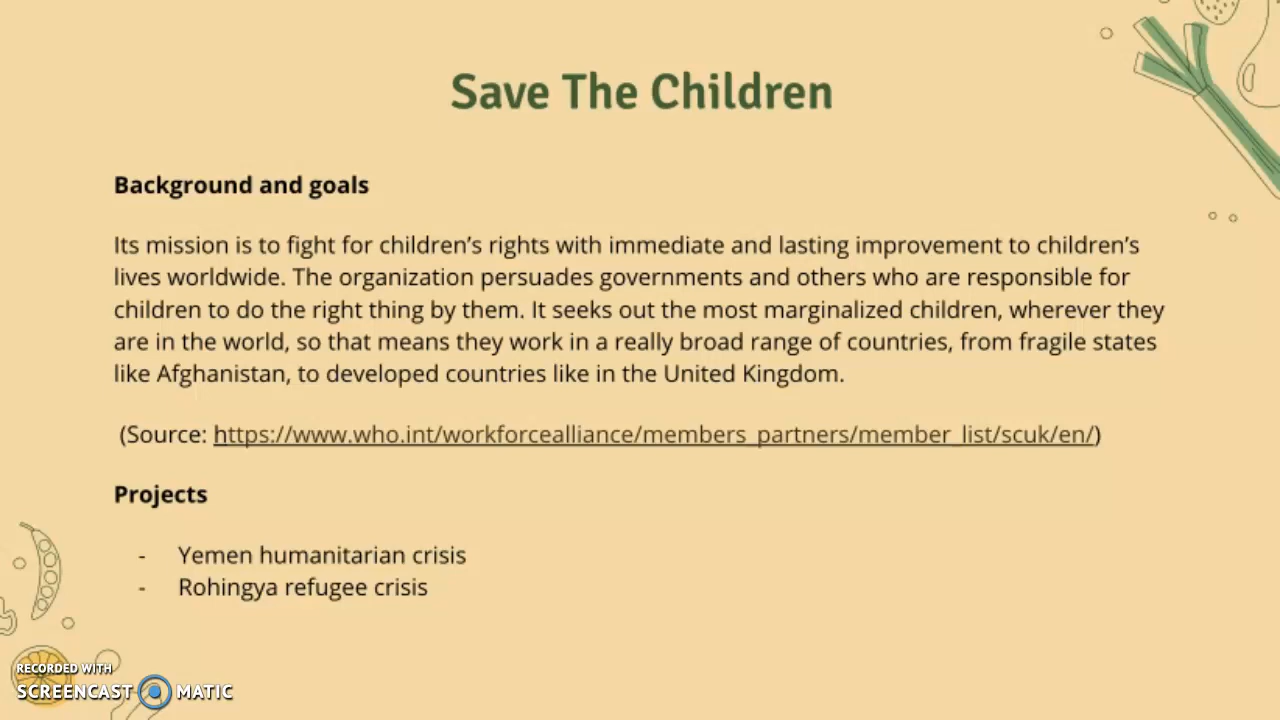 Save The Children
Background and goals
Its mission is to fight for children’s rights with immediate and lasting improvement to children’s
lives worldwide. The organization persuades governments and others who are responsible for
children to do the right thing by them. It seeks out the most marginalized children, wherever they
are in the world, so that means they work in a really broad range of countries, from fragile states
like Afghanistan, to developed countries like in the United Kingdom.
(Source: https://www.who.int/workforcealliance/members_partners/member_list/scuk/en/)
Projects
- Yemen humanitarian crisis
- Rohingya refugee crisis
RECORDED WITH
SCREENCAST MATIC